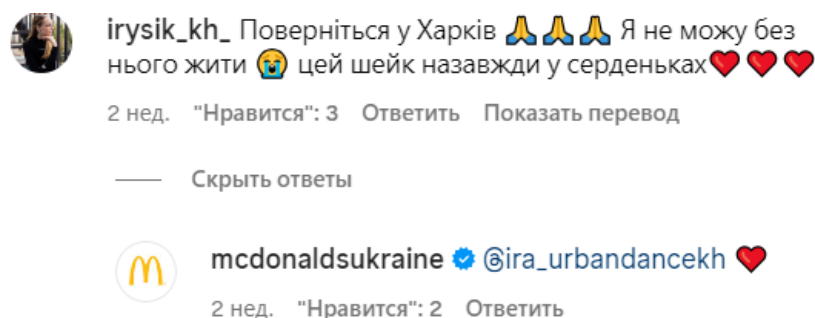 irysik_kh_ Поверніться у Харків 🙏🙏🙏 Я не можу без
нього жити 😭 цей шейк назавжди у серденьках❤️❤️❤️
2 нед. "Нравится": 3 Ответить Показать перевод
Скрыть ответы
mcdonaldsukraine @ira_urbandancekh ❤️
2 нед. "Нравится": 2 Ответить